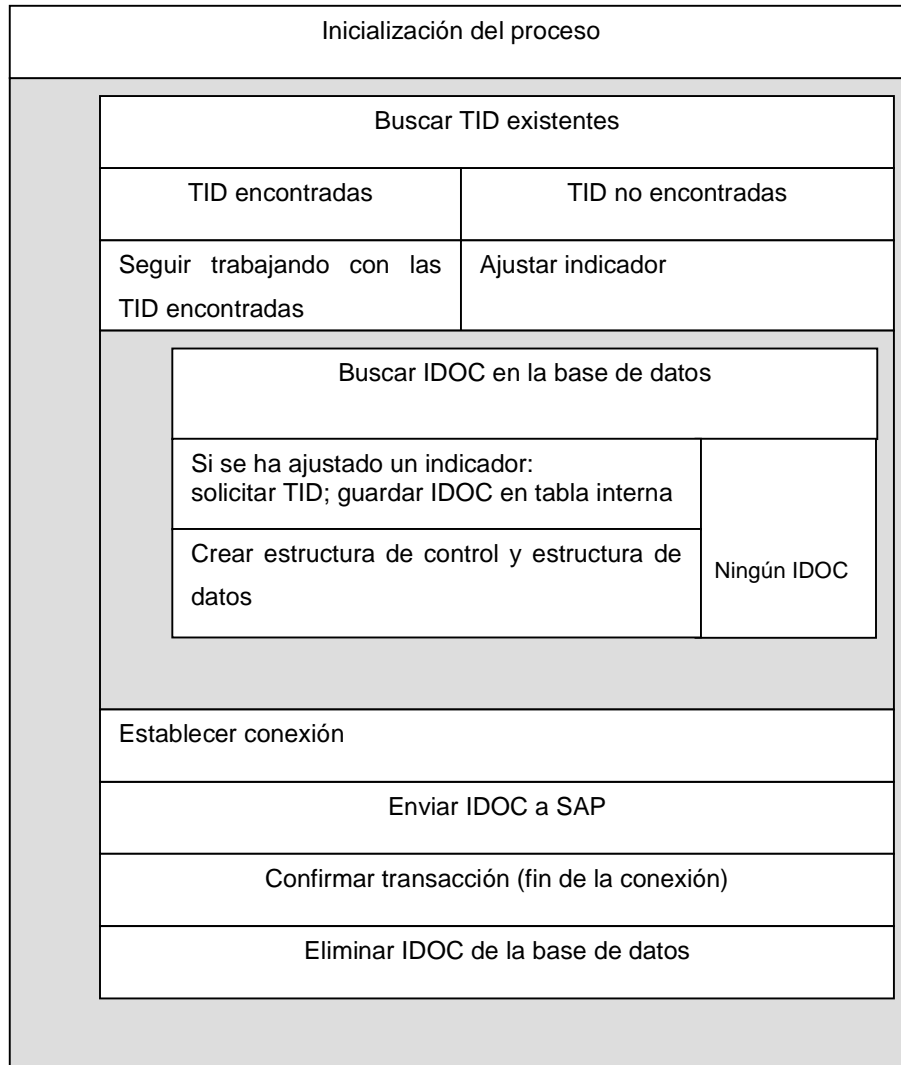 Inicialización del proceso
Buscar TID existentes
TID encontradas
TID no encontradas
Seguir trabajando con las
TID encontradas
Ajustar indicador
Buscar IDOC en la base de datos
Si se ha ajustado un indicador:
solicitar TID; guardar IDOC en tabla interna
Crear estructura de control y estructura de
datos
Ningún IDOC
Establecer conexión
Enviar IDOC a SAP
Confirmar transacción (fin de la conexión)
Eliminar IDOC de la base de datos